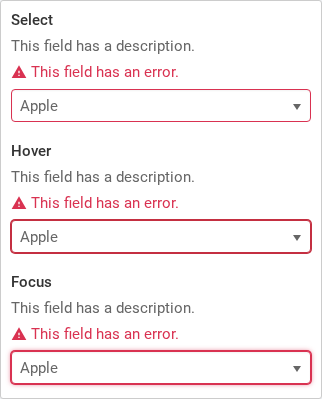 Select
This field has a description.
This field has an error.
Apple
Hover
This field has a description.
This field has an error.
Apple
Focus
This field has a description.
This field has an error.
Apple